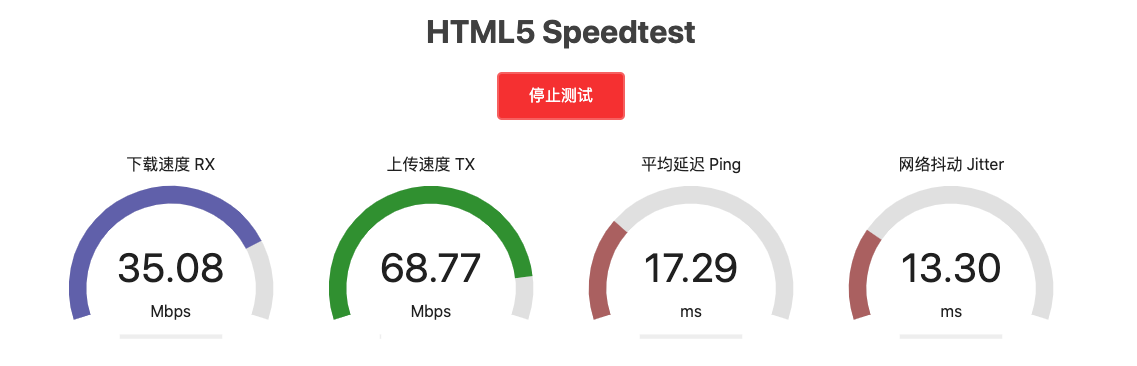 HTML5 Speedtest
停止测试
下载速度 RX
35.08
Mbps
上传速度 TX
68.77
Mbps
平均延迟 Ping
17.29
ms
网络抖动 Jitter
13.30
ms